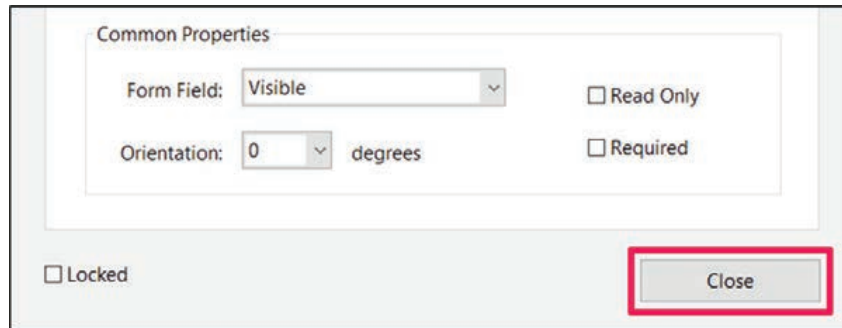 Common Properties
Form Field: Visible
Read Only
Orientation: 0 degrees
Required
Locked
Close